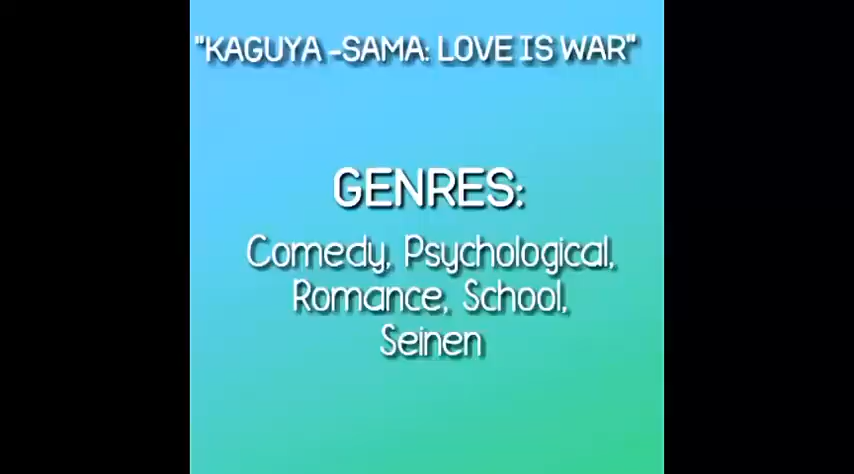 "KAGUYA -SAMA: LOVE IS WAR"
GENRES:
Comedy, Psychological,
Romance, School,
Seinen